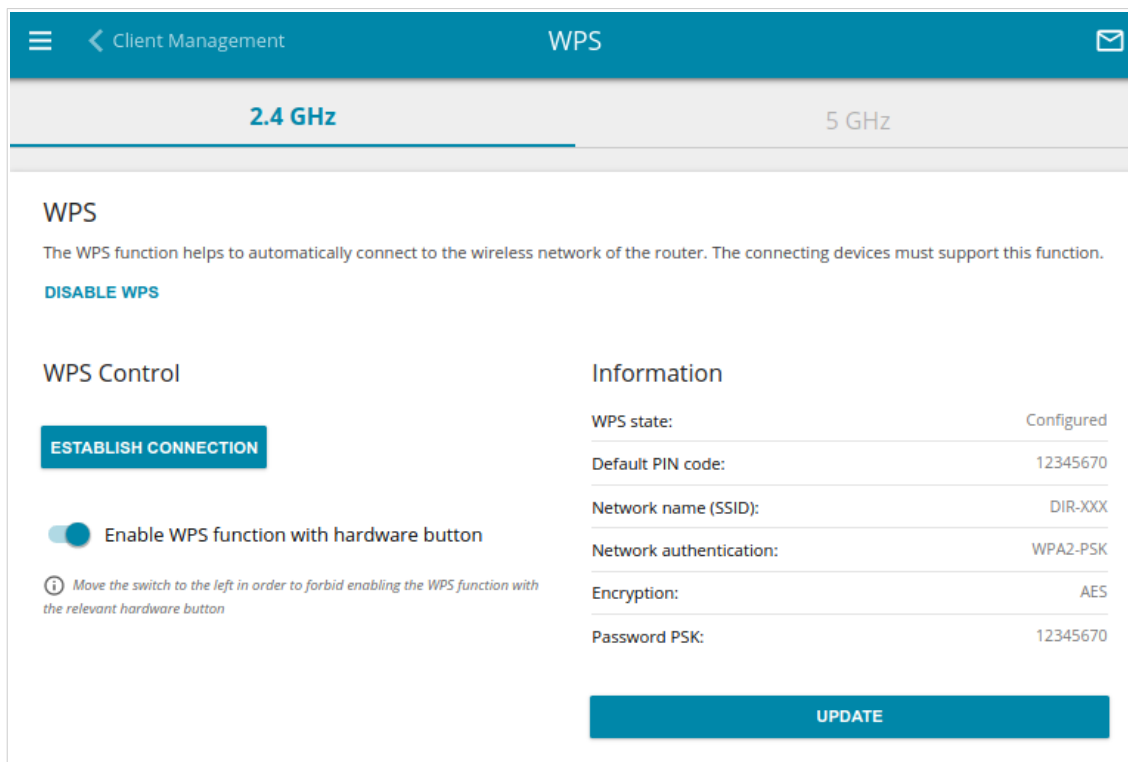 Client Management
WPS
2.4 GHz
5 GHz
WPS
The WPS function helps to automatically connect to the wireless network of the router. The connecting devices must support this function.
DISABLE WPS
WPS Control
ESTABLISH CONNECTION
Enable WPS function with hardware button
Move the switch to the left in order to forbid enabling the WPS function with
the relevant hardware button
Information
WPS state: Configured
Default PIN code: 12345670
Network name (SSID): DIR-XXX
Network authentication: WPA2-PSK
Encryption: AES
Password PSK: 12345670
UPDATE